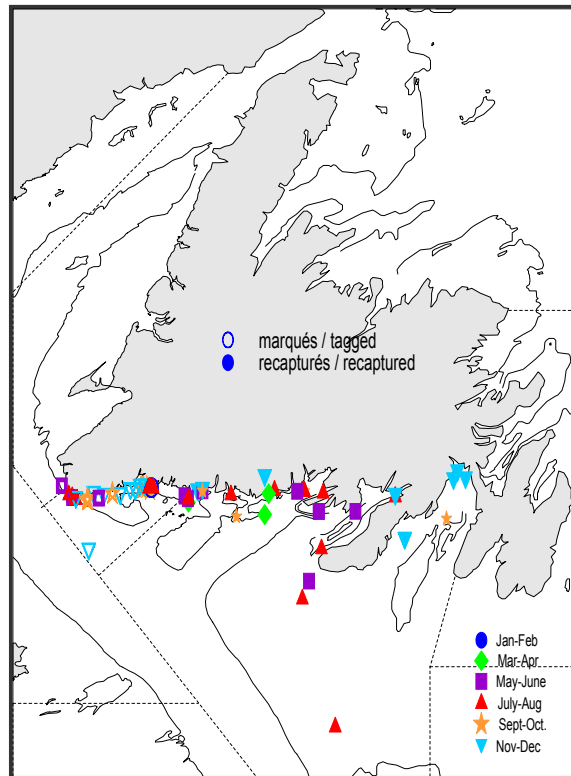 marqués / tagged
recapturés / recaptured
Jan-Feb
Mar-Apr
May-June
July-Aug
Sept-Oct.
Nov-Dec